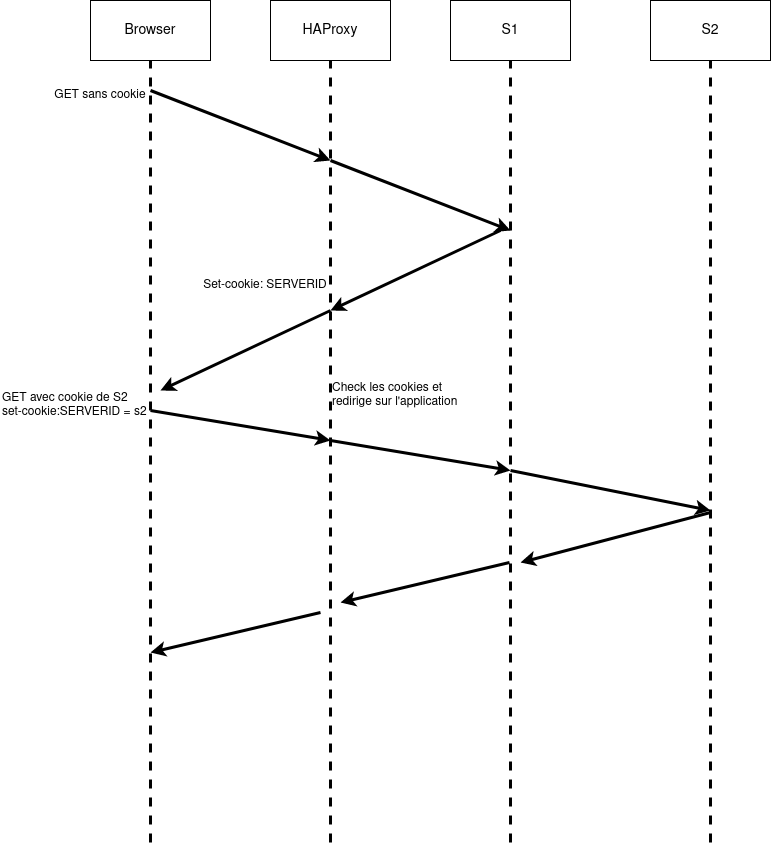 Browser
HAProxy
S1
S2
GET sans cookie
Set-cookie: SERVERID
Check les cookies et
redirige sur l'application
GET avec cookie de S2
set-cookie:SERVERID = s2